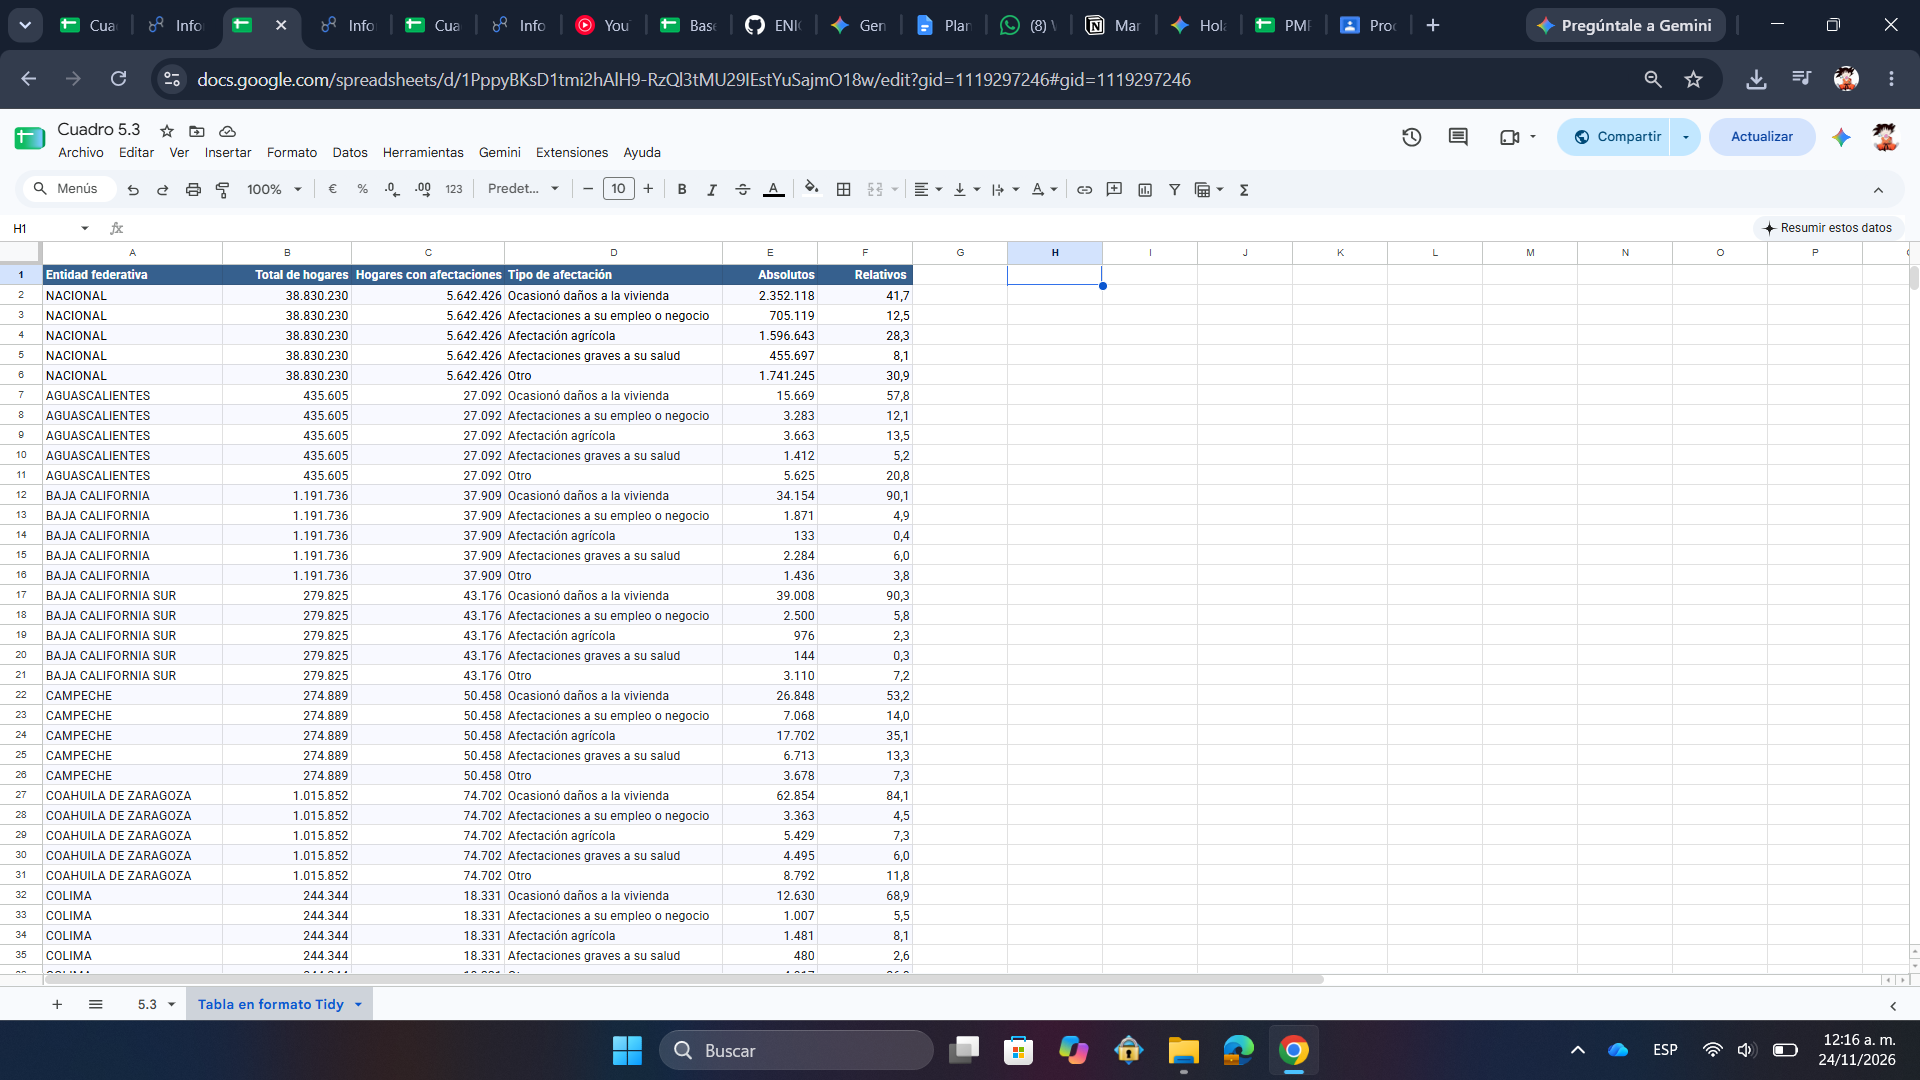 Cua
Info
Info
Cua
Info
You
Base
ENI
Gen
Plan
(8)
Mar
Hola
PMF
Proc
Pregúntale a Gemini
docs.google.com/spreadsheets/d/1PppyBKsD1tmi2hAlH9-RzQl3tMU29IEstYuSajmO18w/edit?gid=1119297246#gid=1119297246
Cuadro 5.3
Archivo Editar Ver Insertar Formato Datos Herramientas Gemini Extensiones Ayuda
Compartir
Actualizar
Menús 100% € % .0 .00 123 Predet... − 10 + B I A Σ
H1 fx
Resumir estos datos
A B C D E F G H I J K L M N O P
1 Entidad federativa Total de hogares Hogares con afectaciones Tipo de afectación Absolutos Relativos
2 NACIONAL 38.830.230 5.642.426 Ocasionó daños a la vivienda 2.352.118 41,7
3 NACIONAL 38.830.230 5.642.426 Afectaciones a su empleo o negocio 705.119 12,5
4 NACIONAL 38.830.230 5.642.426 Afectación agrícola 1.596.643 28,3
5 NACIONAL 38.830.230 5.642.426 Afectaciones graves a su salud 455.697 8,1
6 NACIONAL 38.830.230 5.642.426 Otro 1.741.245 30,9
7 AGUASCALIENTES 435.605 27.092 Ocasionó daños a la vivienda 15.669 57,8
8 AGUASCALIENTES 435.605 27.092 Afectaciones a su empleo o negocio 3.283 12,1
9 AGUASCALIENTES 435.605 27.092 Afectación agrícola 3.663 13,5
10 AGUASCALIENTES 435.605 27.092 Afectaciones graves a su salud 1.412 5,2
11 AGUASCALIENTES 435.605 27.092 Otro 5.625 20,8
12 BAJA CALIFORNIA 1.191.736 37.909 Ocasionó daños a la vivienda 34.154 90,1
13 BAJA CALIFORNIA 1.191.736 37.909 Afectaciones a su empleo o negocio 1.871 4,9
14 BAJA CALIFORNIA 1.191.736 37.909 Afectación agrícola 133 0,4
15 BAJA CALIFORNIA 1.191.736 37.909 Afectaciones graves a su salud 2.284 6,0
16 BAJA CALIFORNIA 1.191.736 37.909 Otro 1.436 3,8
17 BAJA CALIFORNIA SUR 279.825 43.176 Ocasionó daños a la vivienda 39.008 90,3
18 BAJA CALIFORNIA SUR 279.825 43.176 Afectaciones a su empleo o negocio 2.500 5,8
19 BAJA CALIFORNIA SUR 279.825 43.176 Afectación agrícola 976 2,3
20 BAJA CALIFORNIA SUR 279.825 43.176 Afectaciones graves a su salud 144 0,3
21 BAJA CALIFORNIA SUR 279.825 43.176 Otro 3.110 7,2
22 CAMPECHE 274.889 50.458 Ocasionó daños a la vivienda 26.848 53,2
23 CAMPECHE 274.889 50.458 Afectaciones a su empleo o negocio 7.068 14,0
24 CAMPECHE 274.889 50.458 Afectación agrícola 17.702 35,1
25 CAMPECHE 274.889 50.458 Afectaciones graves a su salud 6.713 13,3
26 CAMPECHE 274.889 50.458 Otro 3.678 7,3
27 COAHUILA DE ZARAGOZA 1.015.852 74.702 Ocasionó daños a la vivienda 62.854 84,1
28 COAHUILA DE ZARAGOZA 1.015.852 74.702 Afectaciones a su empleo o negocio 3.363 4,5
29 COAHUILA DE ZARAGOZA 1.015.852 74.702 Afectación agrícola 5.429 7,3
30 COAHUILA DE ZARAGOZA 1.015.852 74.702 Afectaciones graves a su salud 4.495 6,0
31 COAHUILA DE ZARAGOZA 1.015.852 74.702 Otro 8.792 11,8
32 COLIMA 244.344 18.331 Ocasionó daños a la vivienda 12.630 68,9
33 COLIMA 244.344 18.331 Afectaciones a su empleo o negocio 1.007 5,5
34 COLIMA 244.344 18.331 Afectación agrícola 1.481 8,1
35 COLIMA 244.344 18.331 Afectaciones graves a su salud 480 2,6
5.3 Tabla en formato Tidy
Buscar
ESP
12:16 a. m.
24/11/2026